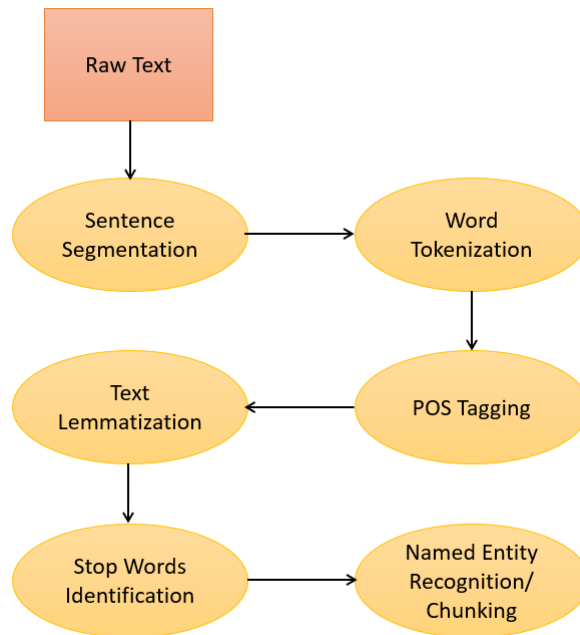 Raw Text
Sentence
Segmentation
Word
Tokenization
POS Tagging
Text
Lemmatization
Stop Words
Identification
Named Entity
Recognition/
Chunking